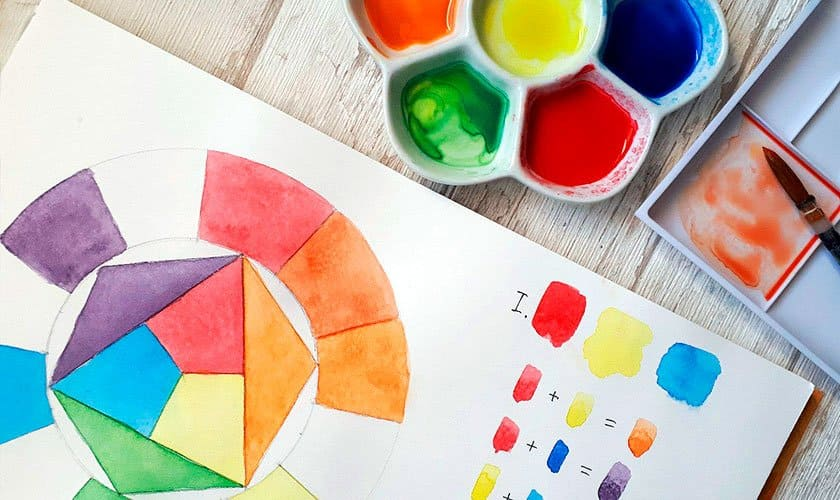 I.
+ =
+ =
+